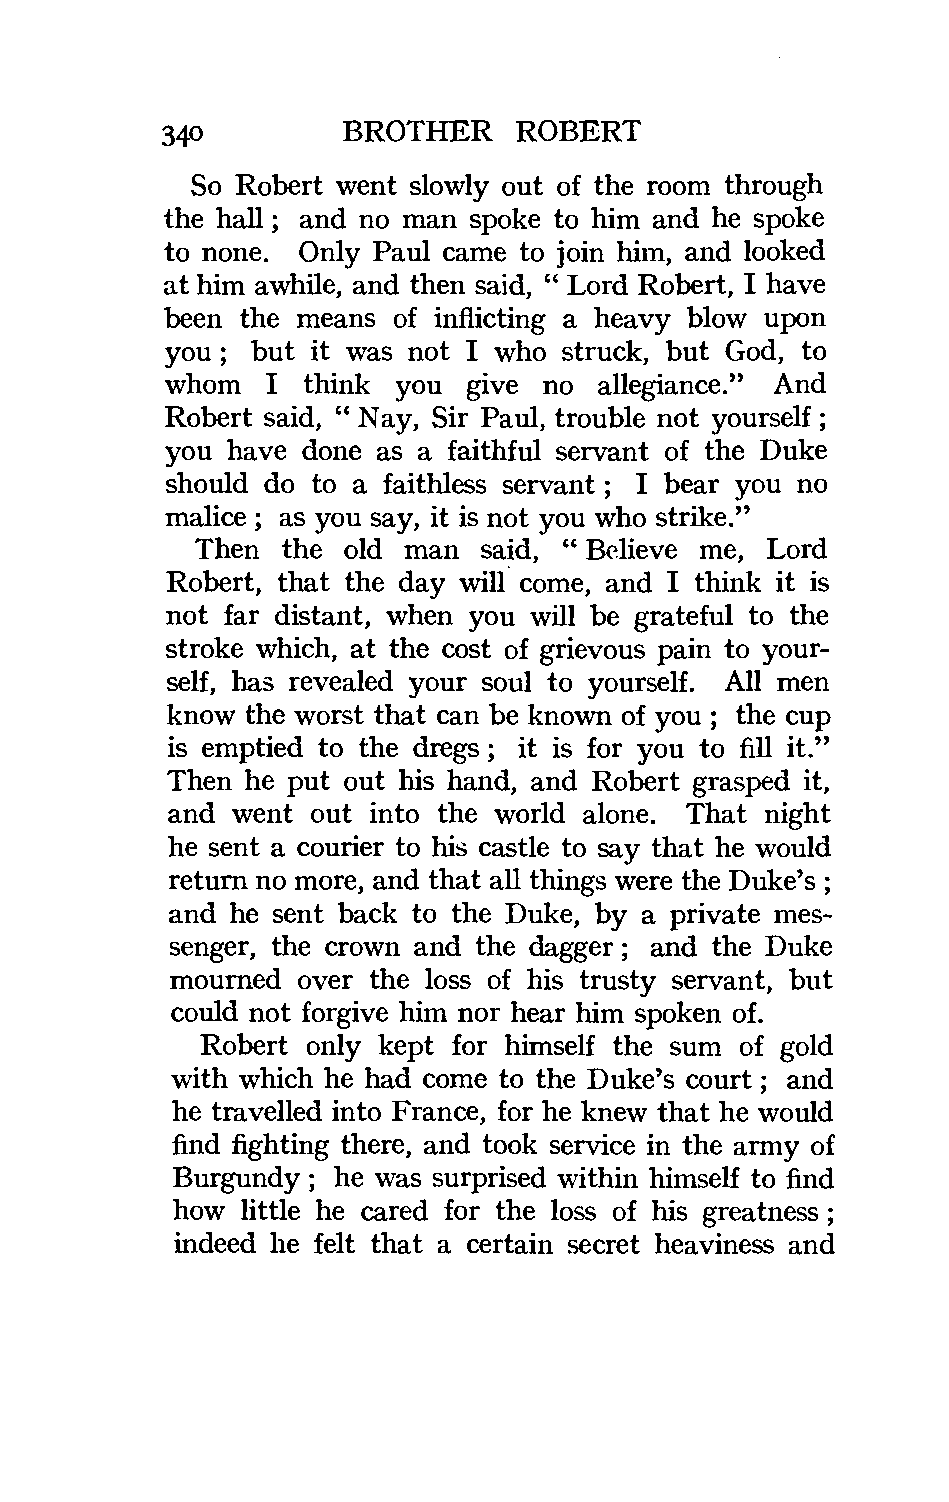 340 BROTHER ROBERT
So Robert went slowly out of the room through
the hall ; and no man spoke to him and he spoke
to none. Only Paul came to join him, and looked
at him awhile, and then said, “ Lord Robert, I have
been the means of inflicting a heavy blow upon
you ; but it was not I who struck, but God, to
whom I think you give no allegiance.” And
Robert said, “ Nay, Sir Paul, trouble not yourself ;
you have done as a faithful servant of the Duke
should do to a faithless servant ; I bear you no
malice ; as you say, it is not you who strike.”
Then the old man said, “ Believe me, Lord
Robert, that the day will come, and I think it is
not far distant, when you will be grateful to the
stroke which, at the cost of grievous pain to your-
self, has revealed your soul to yourself. All men
know the worst that can be known of you ; the cup
is emptied to the dregs ; it is for you to fill it.”
Then he put out his hand, and Robert grasped it,
and went out into the world alone. That night
he sent a courier to his castle to say that he would
return no more, and that all things were the Duke’s ;
and he sent back to the Duke, by a private mes-
senger, the crown and the dagger ; and the Duke
mourned over the loss of his trusty servant, but
could not forgive him nor hear him spoken of.
Robert only kept for himself the sum of gold
with which he had come to the Duke’s court ; and
he travelled into France, for he knew that he would
find fighting there, and took service in the army of
Burgundy ; he was surprised within himself to find
how little he cared for the loss of his greatness ;
indeed he felt that a certain secret heaviness and